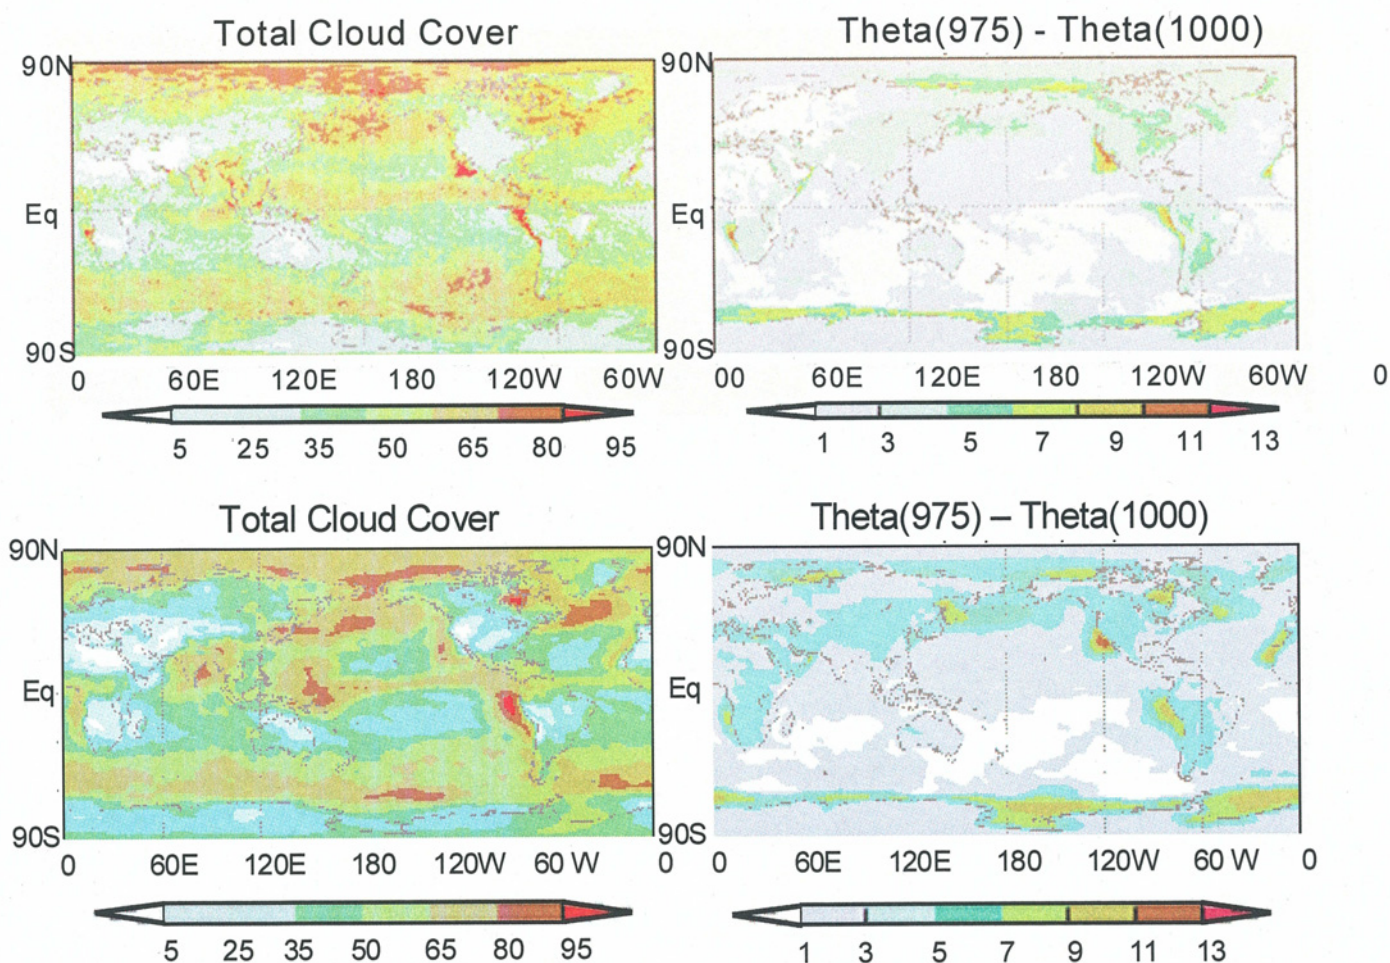 Total Cloud Cover
Theta(975) - Theta(1000)
90N
Eq
90S
0 60E 120E 180 120W 60W
5 25 35 50 65 80 95
90N
Eq
90S
00 60E 120E 180 120W 60W 0
1 3 5 7 9 11 13
Total Cloud Cover
Theta(975) – Theta(1000)
90N
Eq
90S
0 60E 120E 180 120W 60 W 0
5 25 35 50 65 80 95
90N
Eq
90S
0 60E 120E 180 120W 60 W 0
1 3 5 7 9 11 13